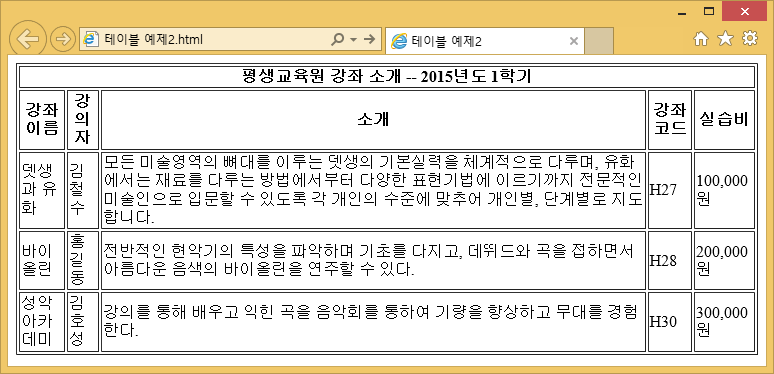 테이블 예제2.html
테이블 예제2
평생교육원 강좌 소개 -- 2015년도 1학기
강좌
이름
강
의
자
소개
강좌
코드
실습비
뎃생
과 유
화
김
철
수
모든 미술영역의 뼈대를 이루는 뎃생의 기본실력을 체계적으로 다루며, 유화
에서는 재료를 다루는 방법에서부터 다양한 표현기법에 이르기까지 전문적인
미술인으로 입문할 수 있도록 각 개인의 수준에 맞추어 개인별, 단계별로 지도
합니다.
H27
100,000
원
바이
올린
홍
길
동
전반적인 현악기의 특성을 파악하며 기초를 다지고, 데뛰드와 곡을 접하면서
아름다운 음색의 바이올린을 연주할 수 있다.
H28
200,000
원
성악
아카
데미
김
호
성
강의를 통해 배우고 익힌 곡을 음악회를 통하여 기량을 향상하고 무대를 경험
한다.
H30
300,000
원